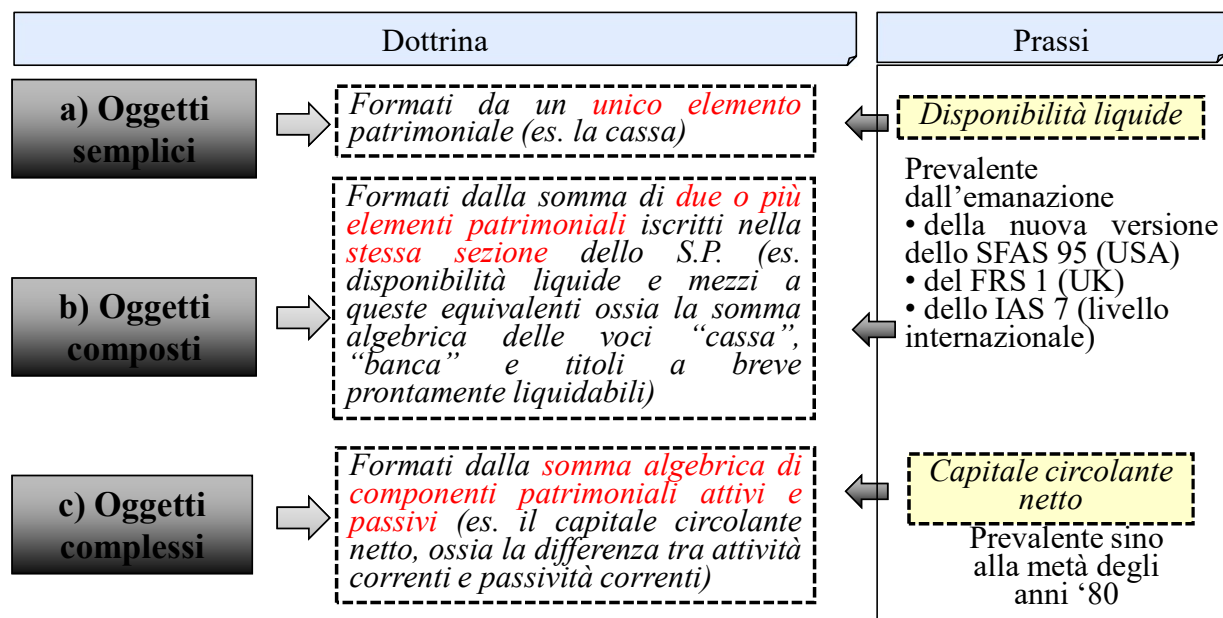 Dottrina
Prassi
a) Oggetti
semplici
Formati da un unico elemento
patrimoniale (es. la cassa)
Disponibilità liquide
Prevalente
dall’emanazione
• della nuova versione
dello SFAS 95 (USA)
• del FRS 1 (UK)
• dello IAS 7 (livello
internazionale)
b) Oggetti
composti
Formati dalla somma di due o più
elementi patrimoniali iscritti nella
stessa sezione dello S.P. (es.
disponibilità liquide e mezzi a
queste equivalenti ossia la somma
algebrica delle voci “cassa”,
“banca” e titoli a breve
prontamente liquidabili)
c) Oggetti
complessi
Formati dalla somma algebrica di
componenti patrimoniali attivi e
passivi (es. il capitale circolante
netto, ossia la differenza tra attività
correnti e passività correnti)
Capitale circolante
netto
Prevalente sino
alla metà degli
anni ‘80